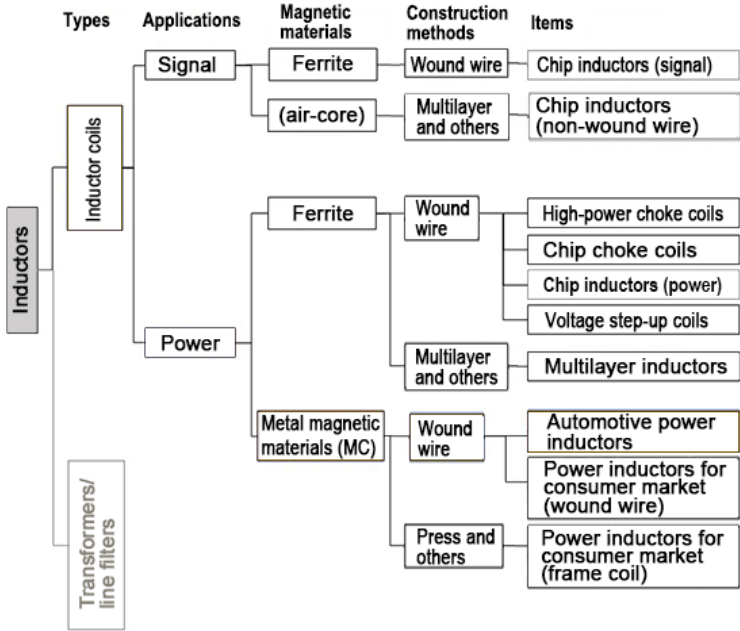 Types
Applications
Magnetic
materials
Construction
methods
Items
Inductors
Inductor coils
Transformers/
line filters
Signal
Ferrite
Wound wire
Chip inductors (signal)
(air-core)
Multilayer
and others
Chip inductors
(non-wound wire)
Power
Ferrite
Wound
wire
High-power choke coils
Chip choke coils
Chip inductors (power)
Voltage step-up coils
Multilayer
and others
Multilayer inductors
Metal magnetic
materials (MC)
Wound
wire
Automotive power
inductors
Power inductors for
consumer market
(wound wire)
Press and
others
Power inductors for
consumer market
(frame coil)